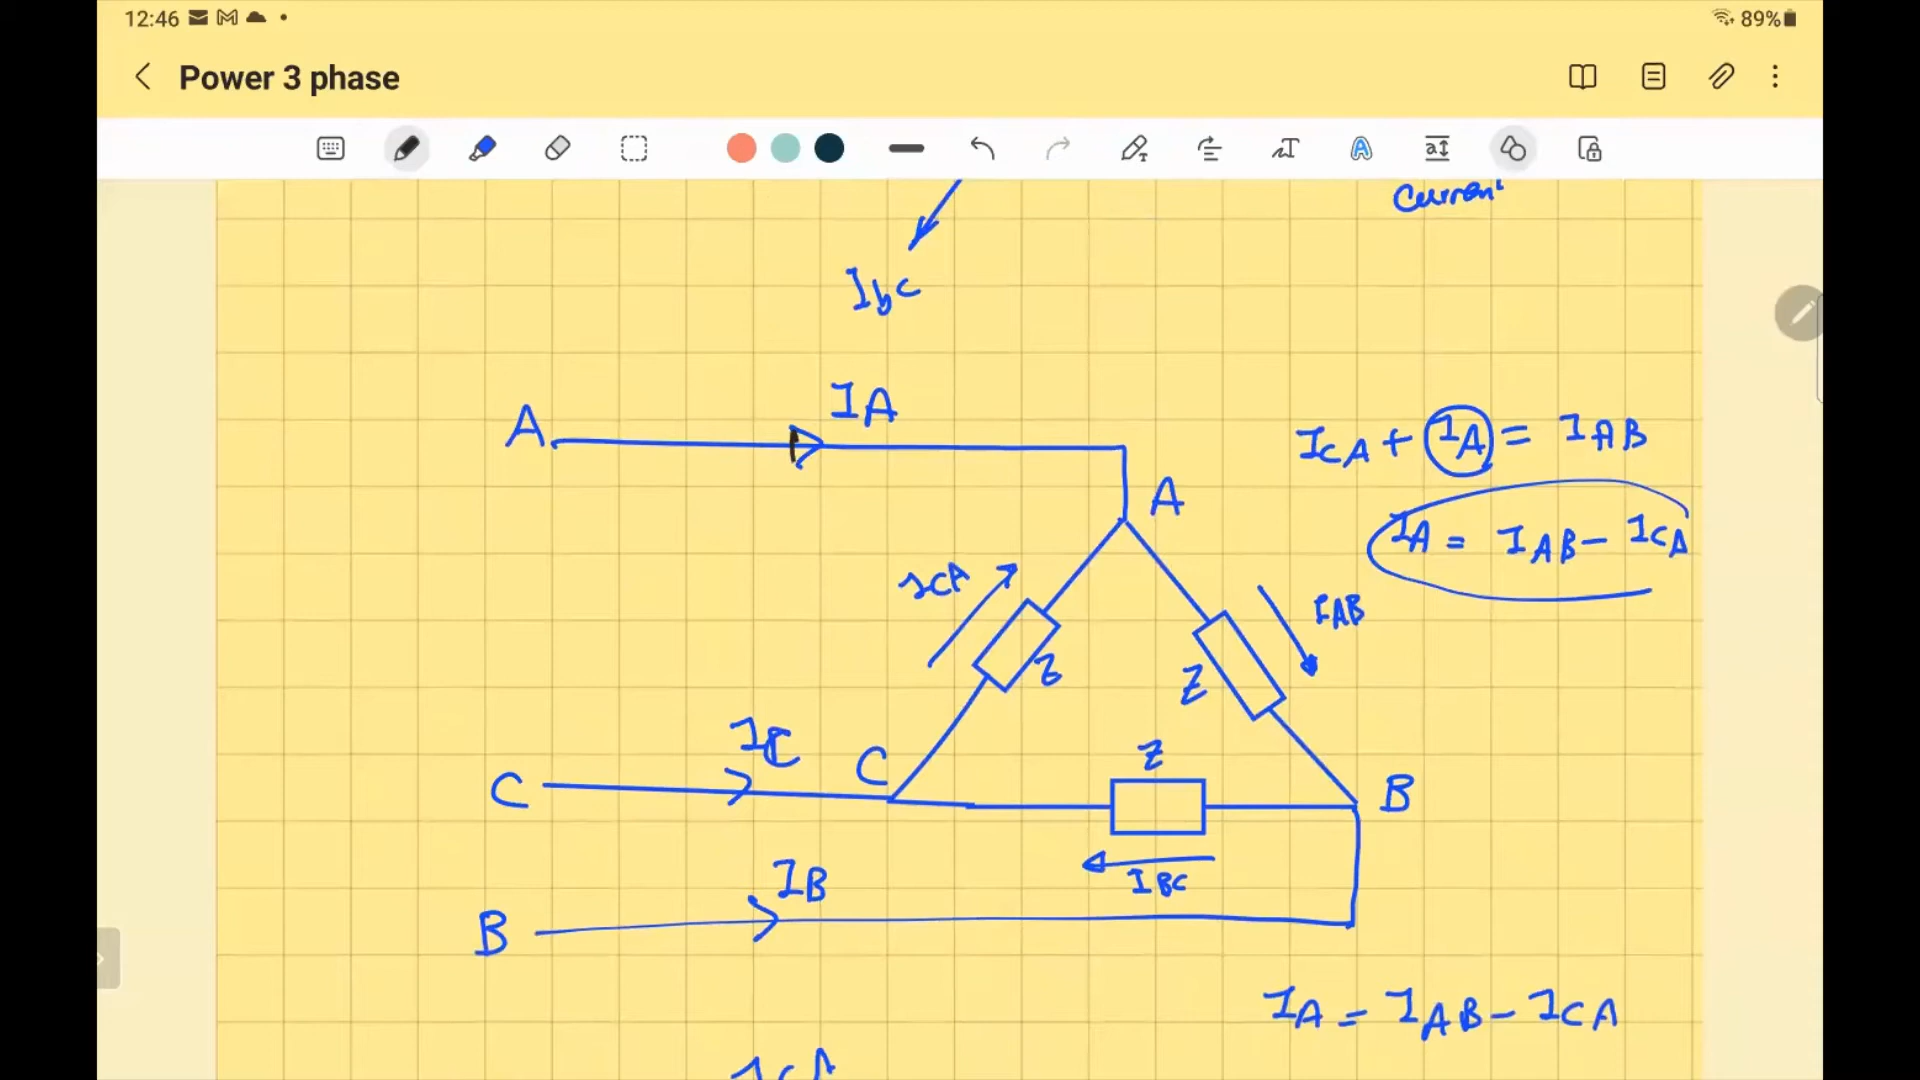 12:46
89%
Power 3 phase
Current
Ibc
IA
A
ICA + IA = IAB
A
IA = IAB - ICA
ICA
IAB
Z
Z
IC
C
Z
C
B
IBC
IB
B
IA = IAB - ICA
ICA